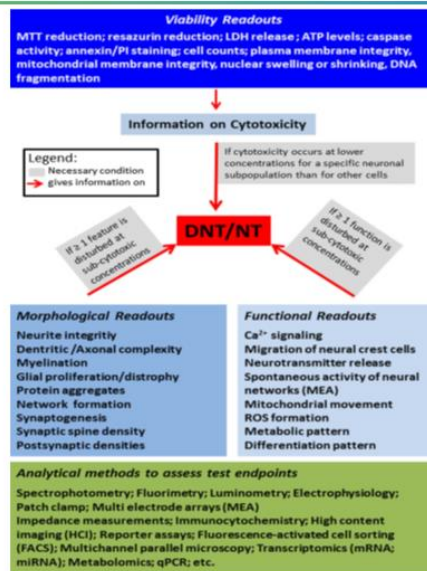 Viability Readouts
MTT reduction; resazurin reduction; LDH release ; ATP levels; caspase
activity; annexin/PI staining; cell counts; plasma membrane integrity,
mitochondrial membrane integrity, nuclear swelling or shrinking, DNA
fragmentation
Information on Cytotoxicity
Legend:
Necessary condition
gives information on
If cytotoxicity occurs at lower
concentrations for a specific neuronal
subpopulation than for other cells
DNT/NT
If ≥ 1 feature is
disturbed at
sub-cytotoxic
concentrations
If ≥ 1 function is
disturbed at
sub-cytotoxic
concentrations
Morphological Readouts
Neurite integritiy
Dentritic /Axonal complexity
Myelination
Glial proliferation/distrophy
Protein aggregates
Network formation
Synaptogenesis
Synaptic spine density
Postsynaptic densities
Functional Readouts
Ca²⁺ signaling
Migration of neural crest cells
Neurotransmitter release
Spontaneous activity of neural
networks (MEA)
Mitochondrial movement
ROS formation
Metabolic pattern
Differentiation pattern
Analytical methods to assess test endpoints
Spectrophotometry; Fluorimetry; Luminometry; Electrophysiology;
Patch clamp; Multi electrode arrays (MEA)
Impedance measurements; Immunocytochemistry; High content
imaging (HCI); Reporter assays; Fluorescence-activated cell sorting
(FACS); Multichannel parallel microscopy; Transcriptomics (mRNA;
miRNA); Metabolomics; qPCR; etc.